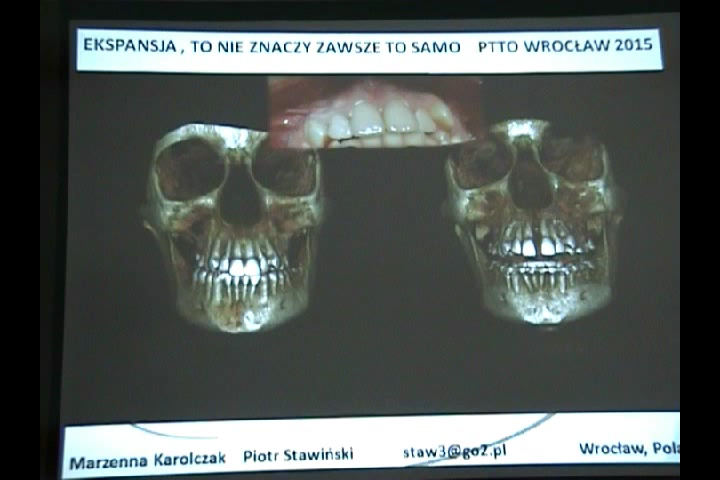 EKSPANSJA , TO NIE ZNACZY ZAWSZE TO SAMO PTTO WROCŁAW 2015
Marzenna Karolczak Piotr Stawiński staw3@go2.pl Wrocław, Pola